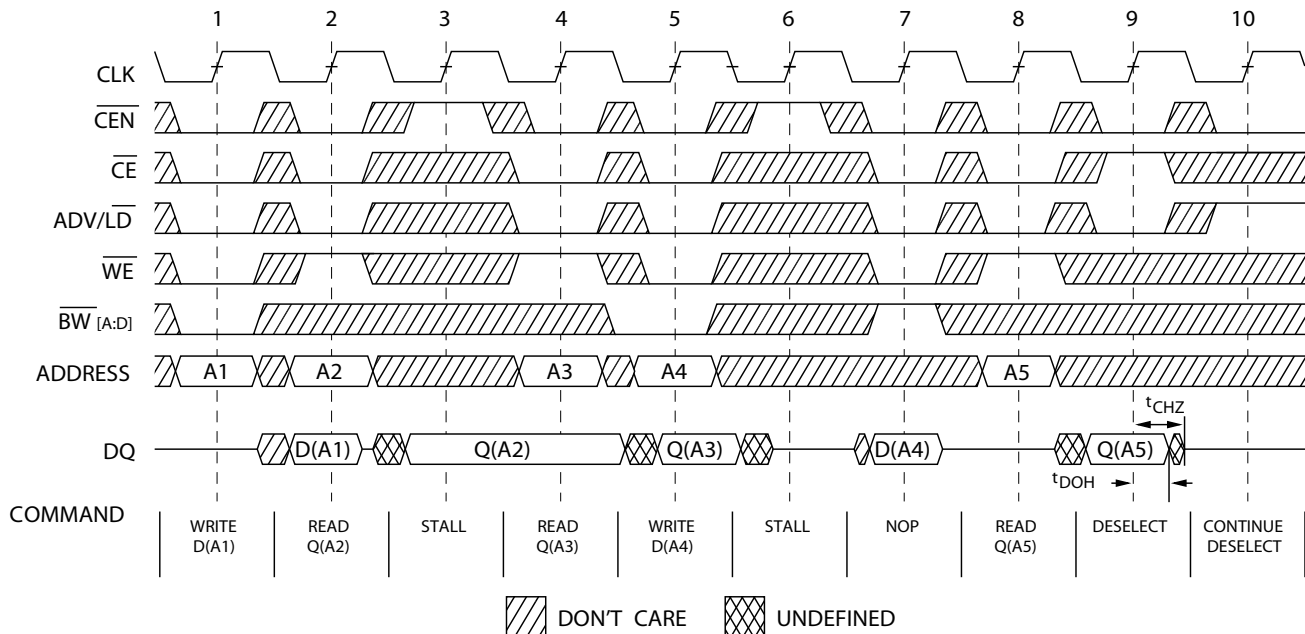 1 2 3 4 5 6 7 8 9 10
CLK
CEN
CE
ADV/LD
WE
BW [A:D]
ADDRESS A1 A2 A3 A4 A5
tCHZ
DQ D(A1) Q(A2) Q(A3) D(A4) Q(A5)
tDOH
COMMAND
WRITE READ STALL READ WRITE STALL NOP READ DESELECT CONTINUE
D(A1) Q(A2) Q(A3) D(A4) Q(A5) DESELECT
DON'T CARE UNDEFINED